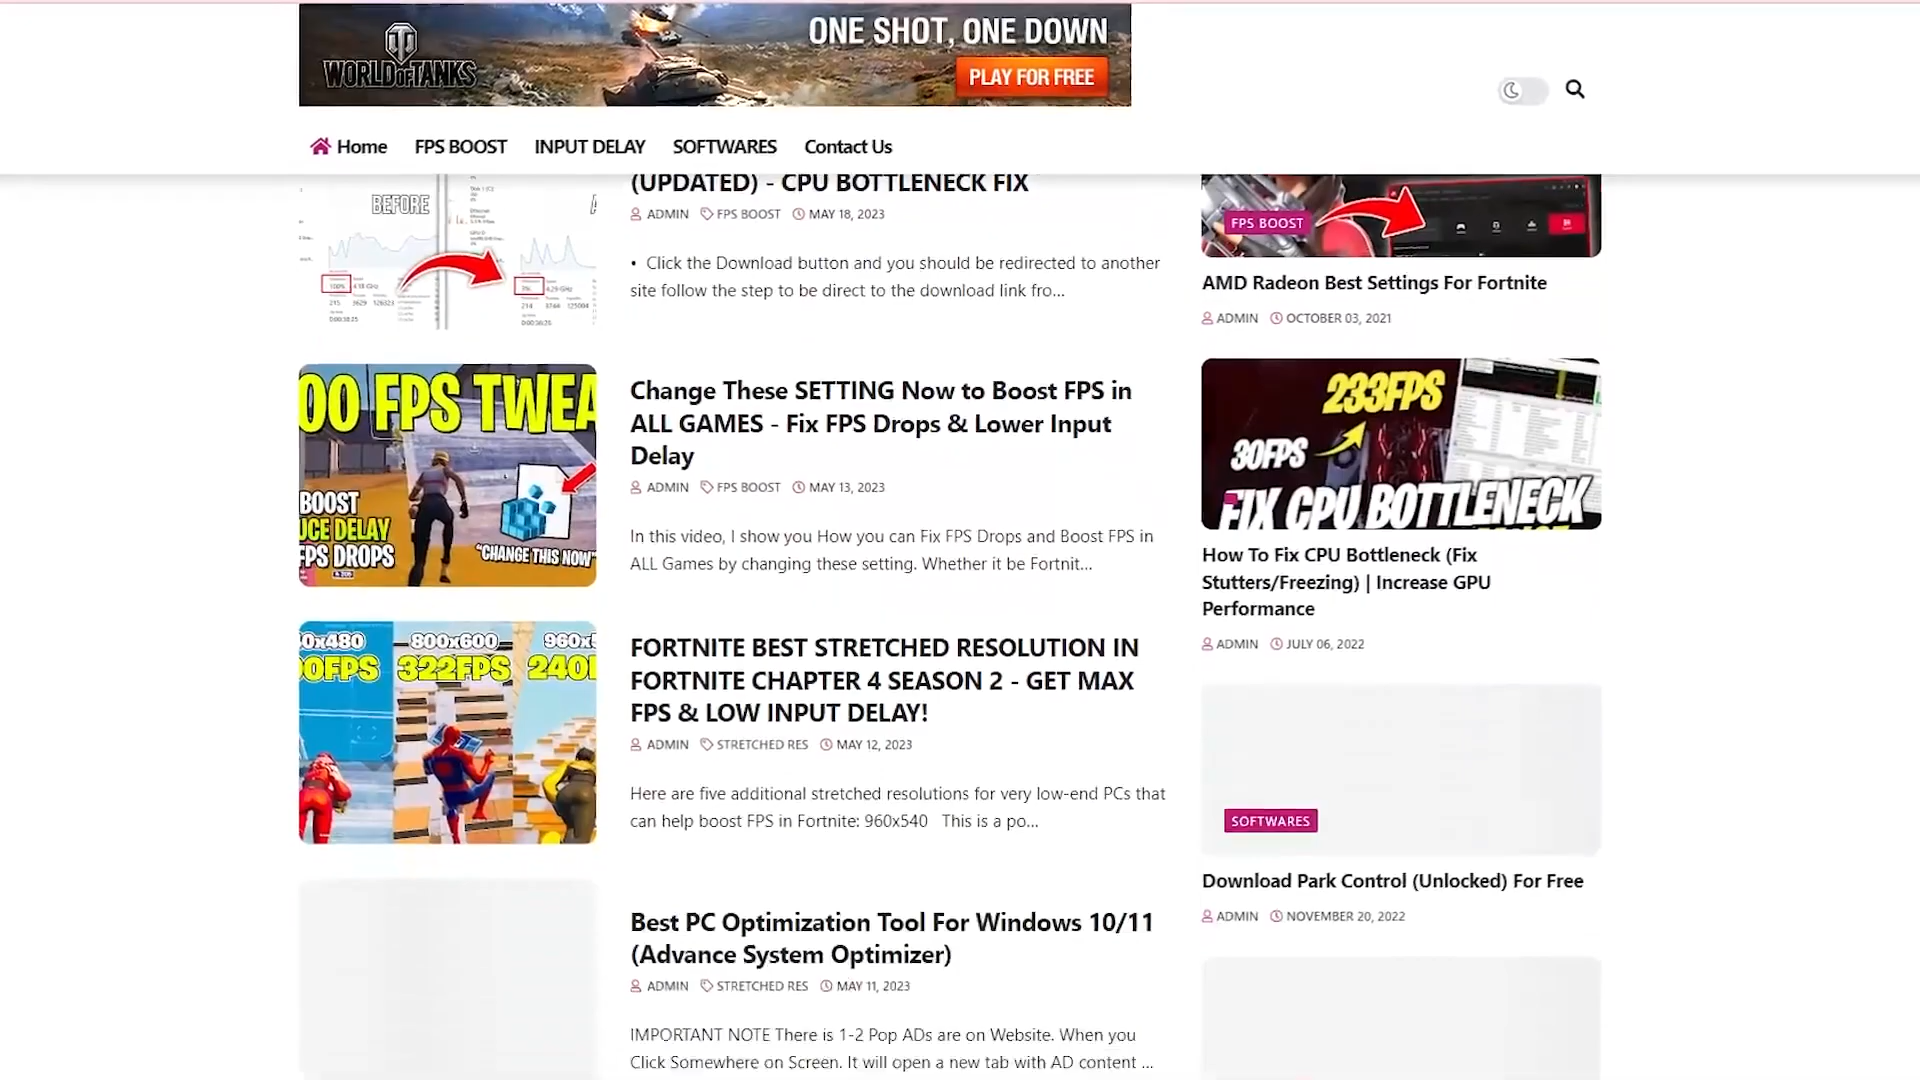 WORLD OF TANKS
ONE SHOT, ONE DOWN
PLAY FOR FREE
Home FPS BOOST INPUT DELAY SOFTWARES Contact Us
BEFORE
(UPDATED) - CPU BOTTLENECK FIX
ADMIN FPS BOOST MAY 18, 2023
• Click the Download button and you should be redirected to another
site follow the step to be direct to the download link fro...
00 FPS TWEA
BOOST
UCE DELAY
FPS DROPS
"CHANGE THIS NOW"
Change These SETTING Now to Boost FPS in
ALL GAMES - Fix FPS Drops & Lower Input
Delay
ADMIN FPS BOOST MAY 13, 2023
In this video, I show you How you can Fix FPS Drops and Boost FPS in
ALL Games by changing these setting. Whether it be Fortnit...
0x480 800x600 960x5
00FPS 322FPS 240F
FORTNITE BEST STRETCHED RESOLUTION IN
FORTNITE CHAPTER 4 SEASON 2 - GET MAX
FPS & LOW INPUT DELAY!
ADMIN STRETCHED RES MAY 12, 2023
Here are five additional stretched resolutions for very low-end PCs that
can help boost FPS in Fortnite: 960x540 This is a po...
Best PC Optimization Tool For Windows 10/11
(Advance System Optimizer)
ADMIN STRETCHED RES MAY 11, 2023
IMPORTANT NOTE There is 1-2 Pop ADs are on Website. When you
Click Somewhere on Screen. It will open a new tab with AD content ...
FPS BOOST
AMD Radeon Best Settings For Fortnite
ADMIN OCTOBER 03, 2021
233FPS
30FPS
FIX CPU BOTTLENECK
How To Fix CPU Bottleneck (Fix
Stutters/Freezing) | Increase GPU
Performance
ADMIN JULY 06, 2022
SOFTWARES
Download Park Control (Unlocked) For Free
ADMIN NOVEMBER 20, 2022